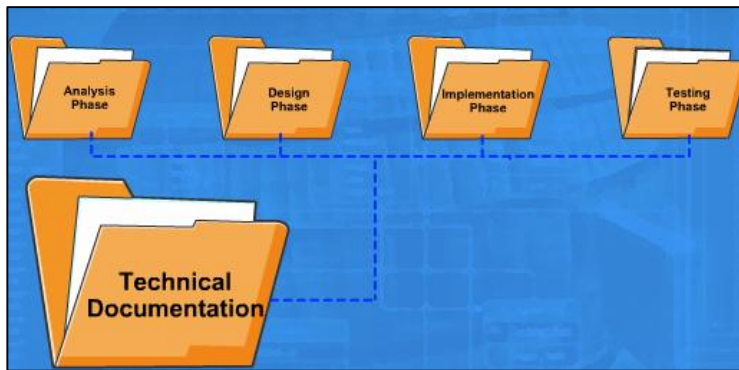 Analysis
Phase
Design
Phase
Implementation
Phase
Testing
Phase
Technical
Documentation